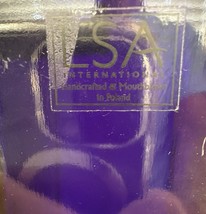 LSA
INTERNATIONAL
Handcrafted & Mouthblown
in Poland